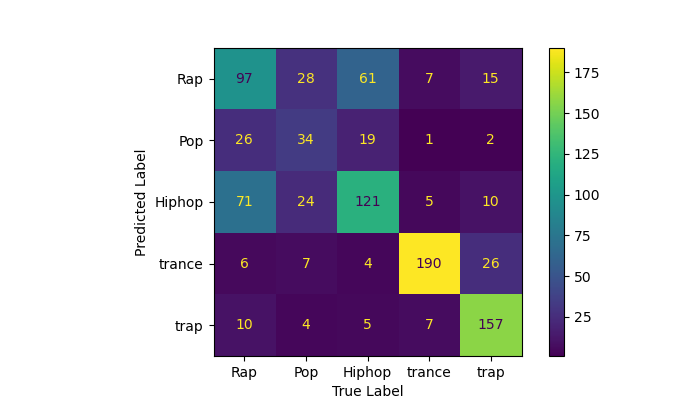 Rap 97 28 61 7 15
Pop 26 34 19 1 2
Hiphop 71 24 121 5 10
trance 6 7 4 190 26
trap 10 4 5 7 157
Rap Pop Hiphop trance trap
True Label
Predicted Label
175
150
125
100
75
50
25